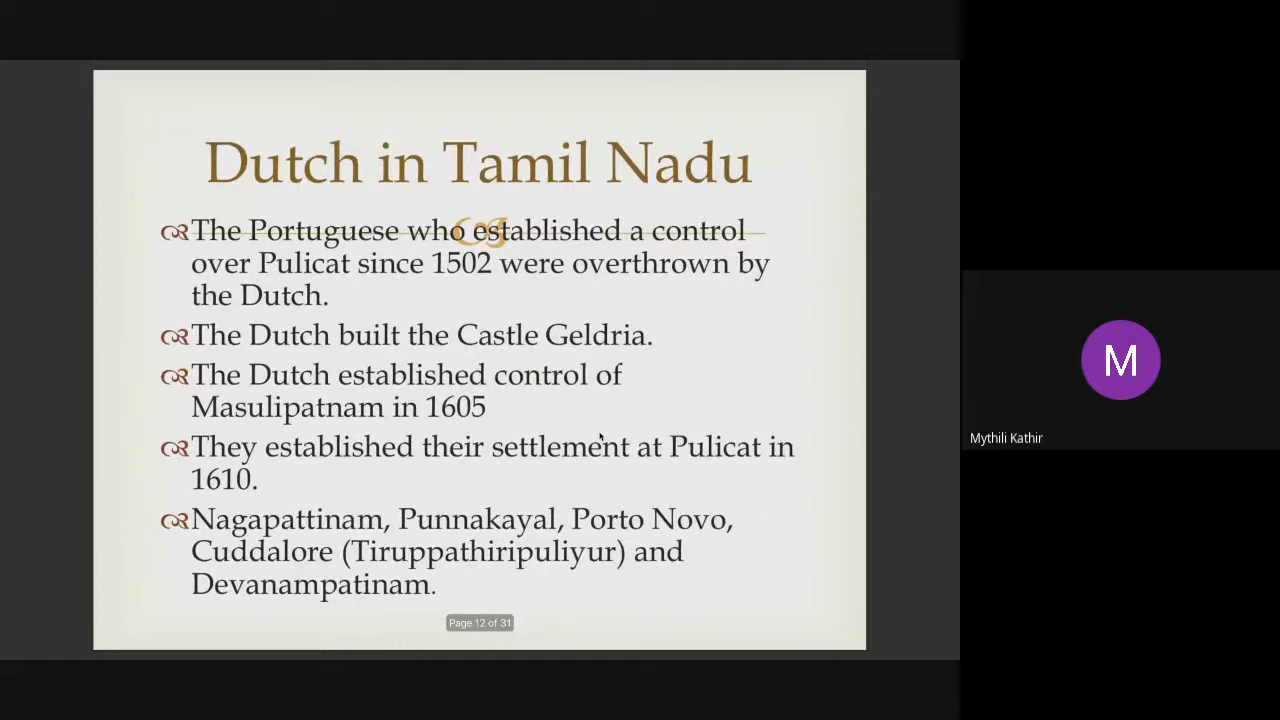 Dutch in Tamil Nadu
The Portuguese who established a control
over Pulicat since 1502 were overthrown by
the Dutch.
The Dutch built the Castle Geldria.
The Dutch established control of
Masulipatnam in 1605
They established their settlement at Pulicat in
1610.
Nagapattinam, Punnakayal, Porto Novo,
Cuddalore (Tiruppathiripuliyur) and
Devanampatinam.
Page 12 of 31
M
Mythili Kathir